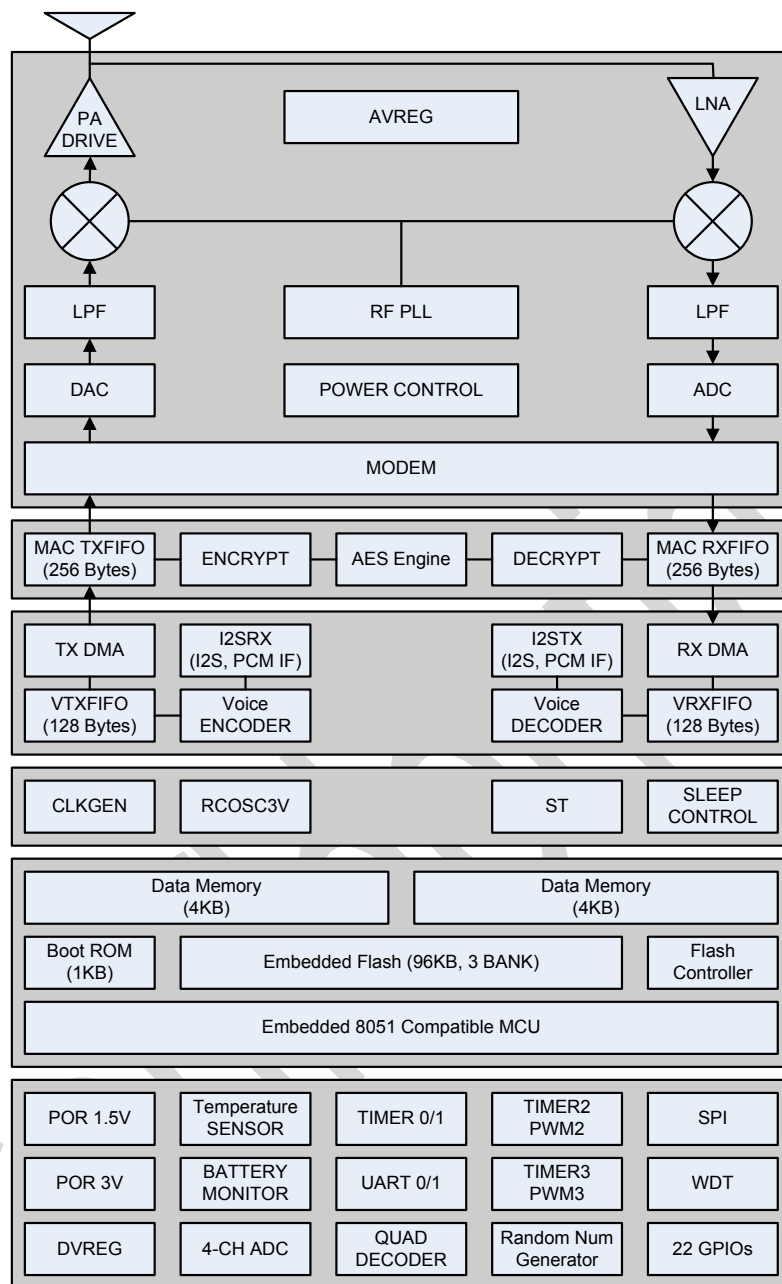 PA
DRIVE
AVREG
LNA
LPF
RF PLL
LPF
DAC
POWER CONTROL
ADC
MODEM
MAC TXFIFO
(256 Bytes)
ENCRYPT
AES Engine
DECRYPT
MAC RXFIFO
(256 Bytes)
TX DMA
I2SRX
(I2S, PCM IF)
I2STX
(I2S, PCM IF)
RX DMA
VTXFIFO
(128 Bytes)
Voice
ENCODER
Voice
DECODER
VRXFIFO
(128 Bytes)
CLKGEN
RCOSC3V
ST
SLEEP
CONTROL
Data Memory
(4KB)
Data Memory
(4KB)
Boot ROM
(1KB)
Embedded Flash (96KB, 3 BANK)
Flash
Controller
Embedded 8051 Compatible MCU
POR 1.5V
Temperature
SENSOR
TIMER 0/1
TIMER2
PWM2
SPI
POR 3V
BATTERY
MONITOR
UART 0/1
TIMER3
PWM3
WDT
DVREG
4-CH ADC
QUAD
DECODER
Random Num
Generator
22 GPIOs